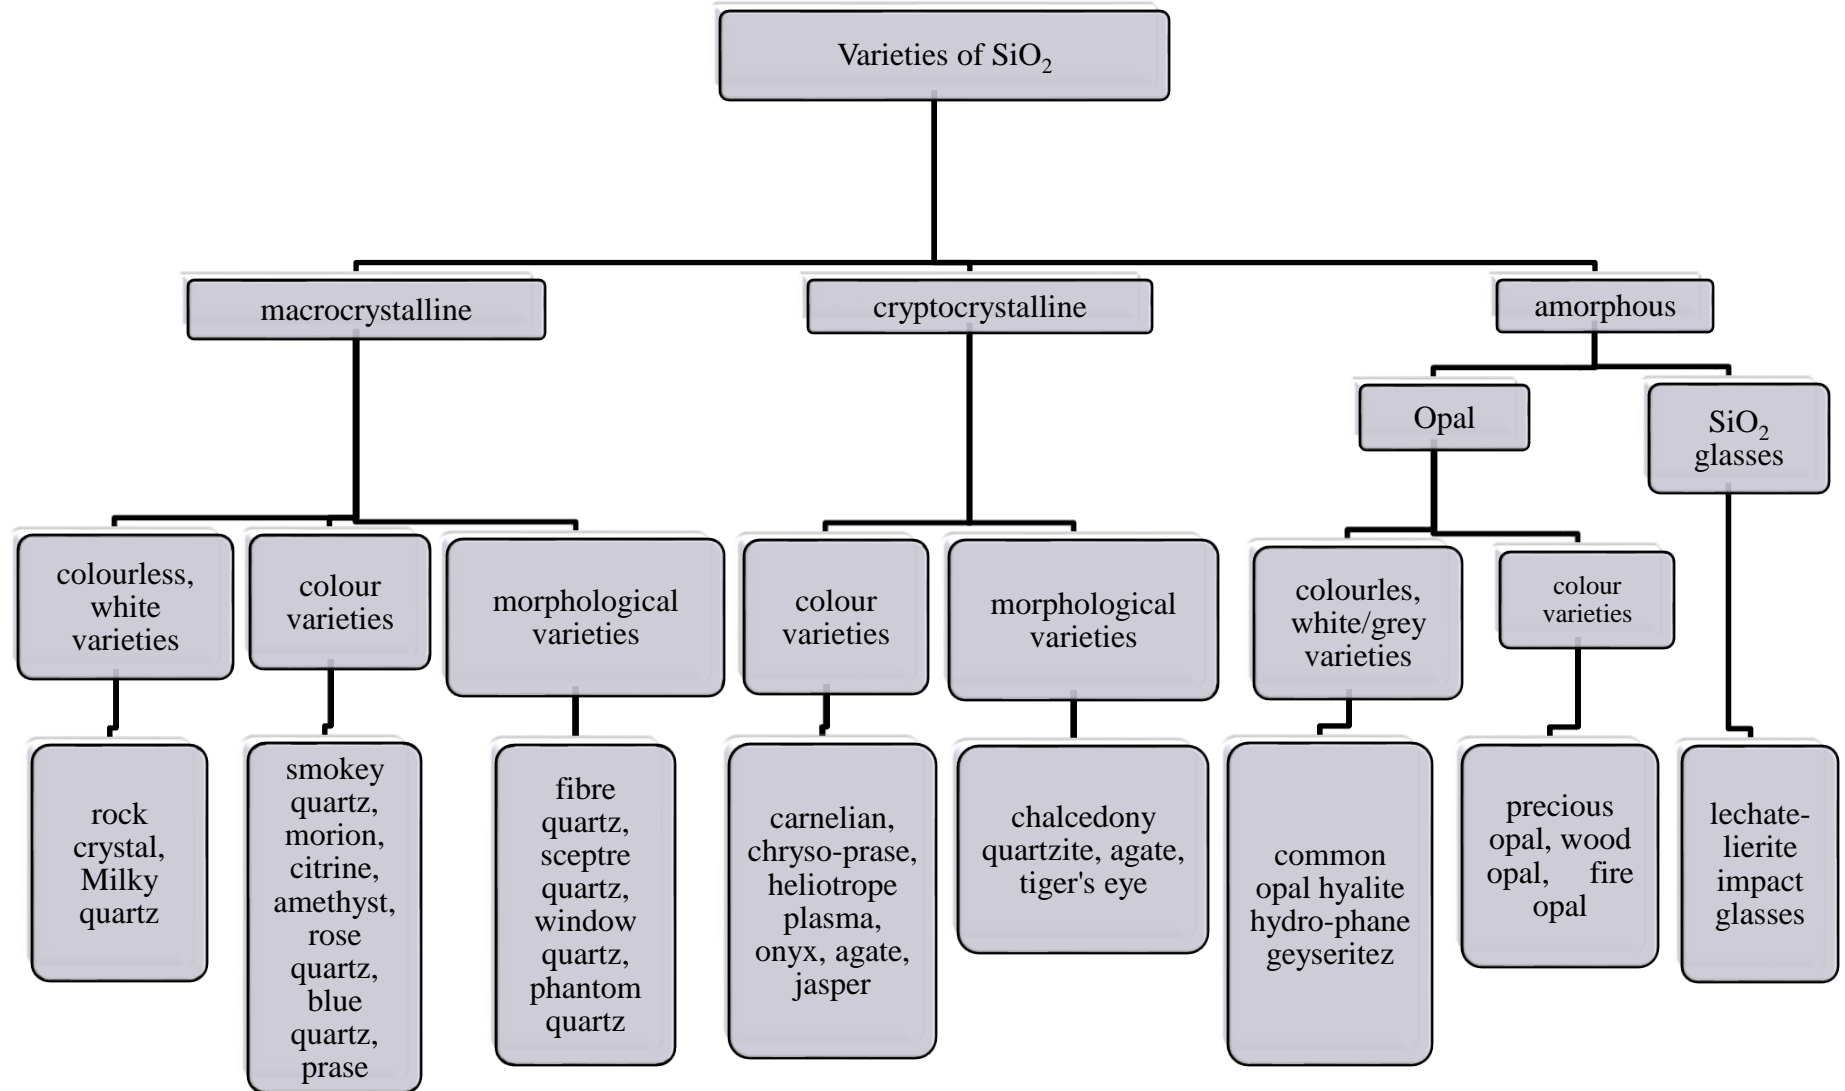 Varieties of SiO₂
macrocrystalline
cryptocrystalline
amorphous
Opal
SiO₂
glasses
colourless,
white
varieties
colour
varieties
morphological
varieties
colour
varieties
morphological
varieties
colourles,
white/grey
varieties
colour
varieties
rock
crystal,
Milky
quartz
smokey
quartz,
morion,
citrine,
amethyst,
rose
quartz,
blue
quartz,
prase
fibre
quartz,
sceptre
quartz,
window
quartz,
phantom
quartz
carnelian,
chryso-prase,
heliotrope
plasma,
onyx, agate,
jasper
chalcedony
quartzite, agate,
tiger's eye
common
opal hyalite
hydro-phane
geyseritez
precious
opal, wood
opal, fire
opal
lechate-
lierite
impact
glasses